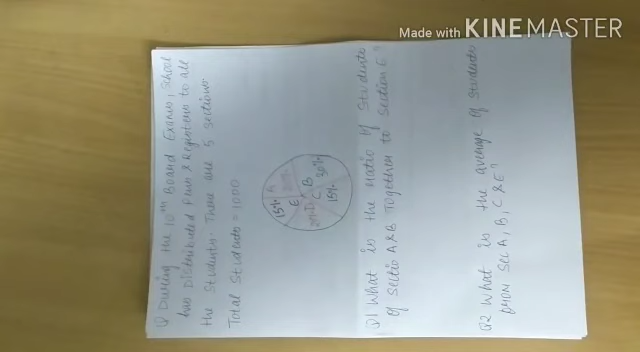 Made with KINEMASTER
Q During the 10th Board Exams, School
has Distributed Pens & Registers to all
the Students. There are 5 sections.
Total Students = 1000
A
15%
E
B
30%
C
15%
Q1 What is the Ratio of Students
of sectio A&B Together to Section E?
Q2 What is the average of students
from Sec A, B, C & E?